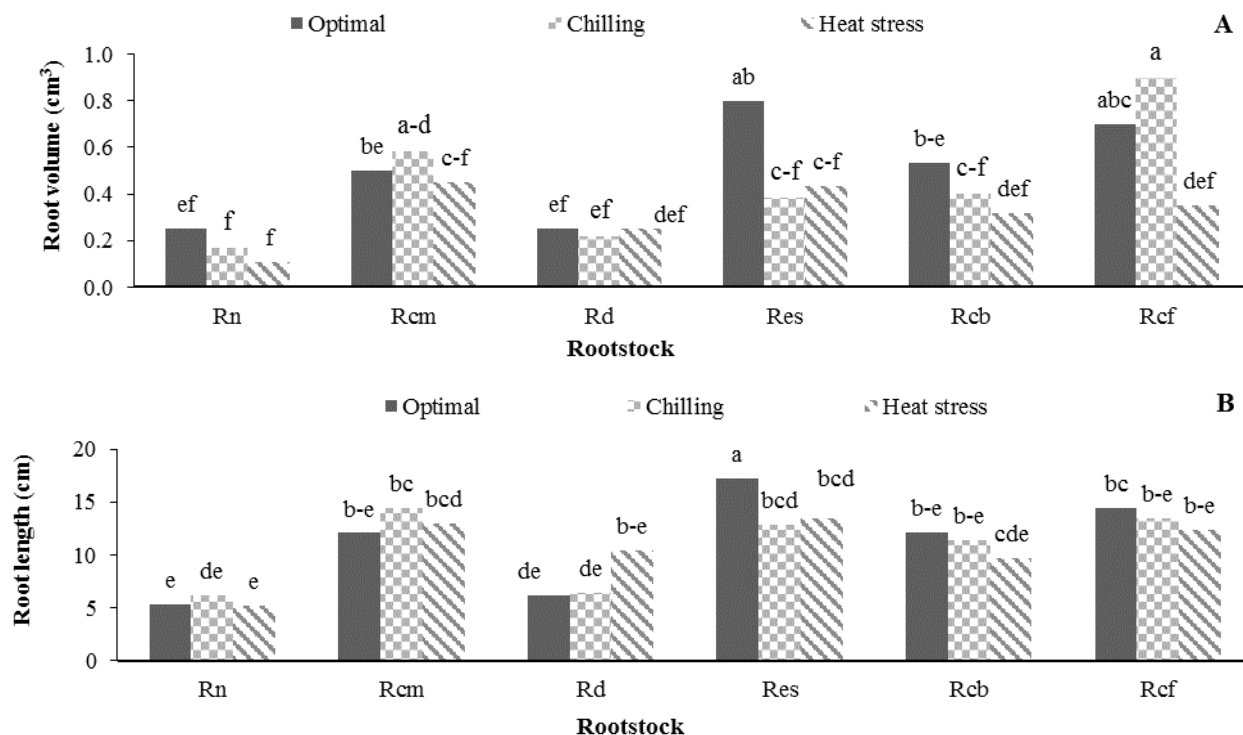 Optimal Chilling Heat stress A
Root volume (cm³)
1.0
0.8
0.6
0.4
0.2
0.0
ef f f
be a-d c-f
ef ef def
ab c-f c-f
b-e c-f def
abc a def
Rn Rcm Rd Res Rcb Rcf
Rootstock
Optimal Chilling Heat stress B
Root length (cm)
20
15
10
5
0
e de e
b-e bc bcd
de de b-e
a bcd bcd
b-e b-e cde
bc b-e b-e
Rn Rcm Rd Res Rcb Rcf
Rootstock